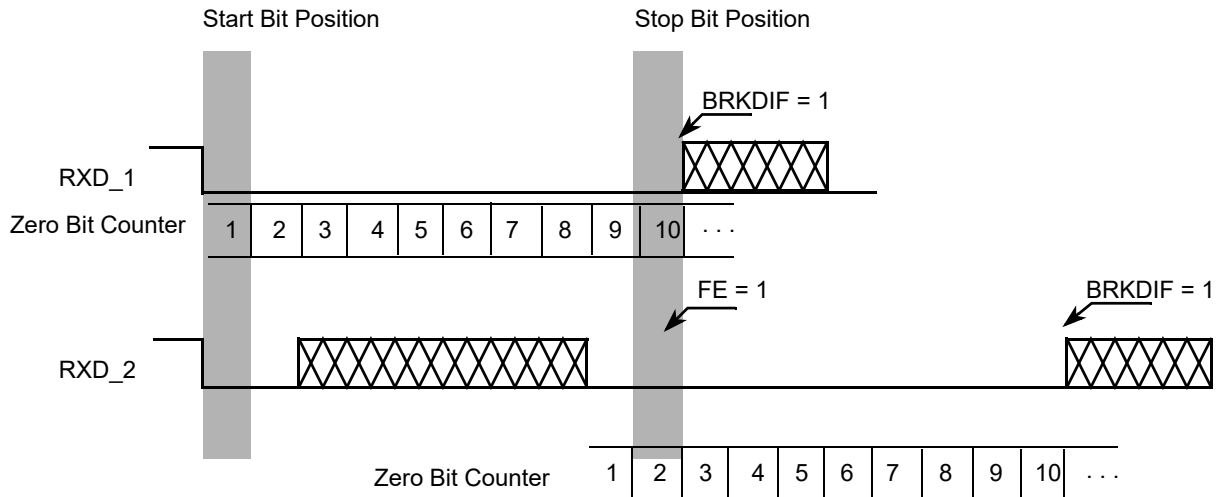 Start Bit Position Stop Bit Position
BRKDIF = 1
RXD_1
Zero Bit Counter 1 2 3 4 5 6 7 8 9 10 . . .
FE = 1 BRKDIF = 1
RXD_2
Zero Bit Counter 1 2 3 4 5 6 7 8 9 10 . . .